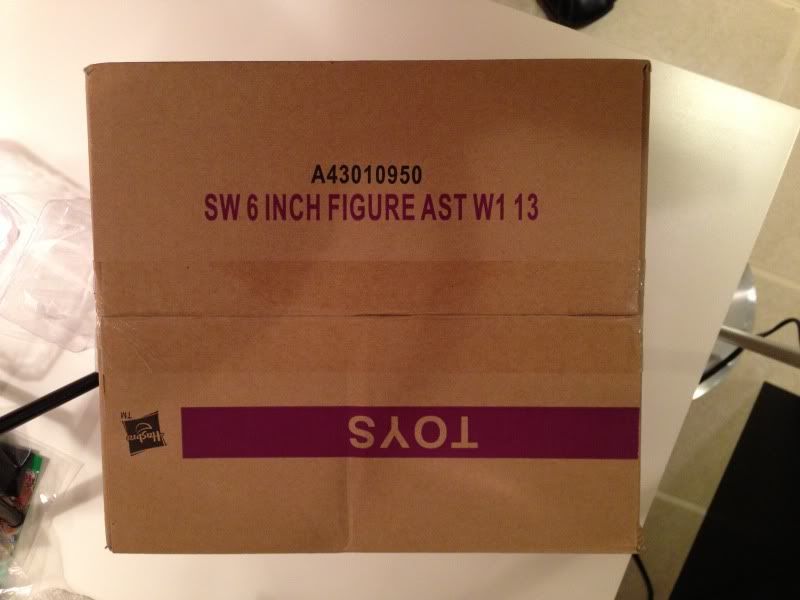 A43010950
SW 6 INCH FIGURE AST W1 13
TOYS
Hasbro
TM